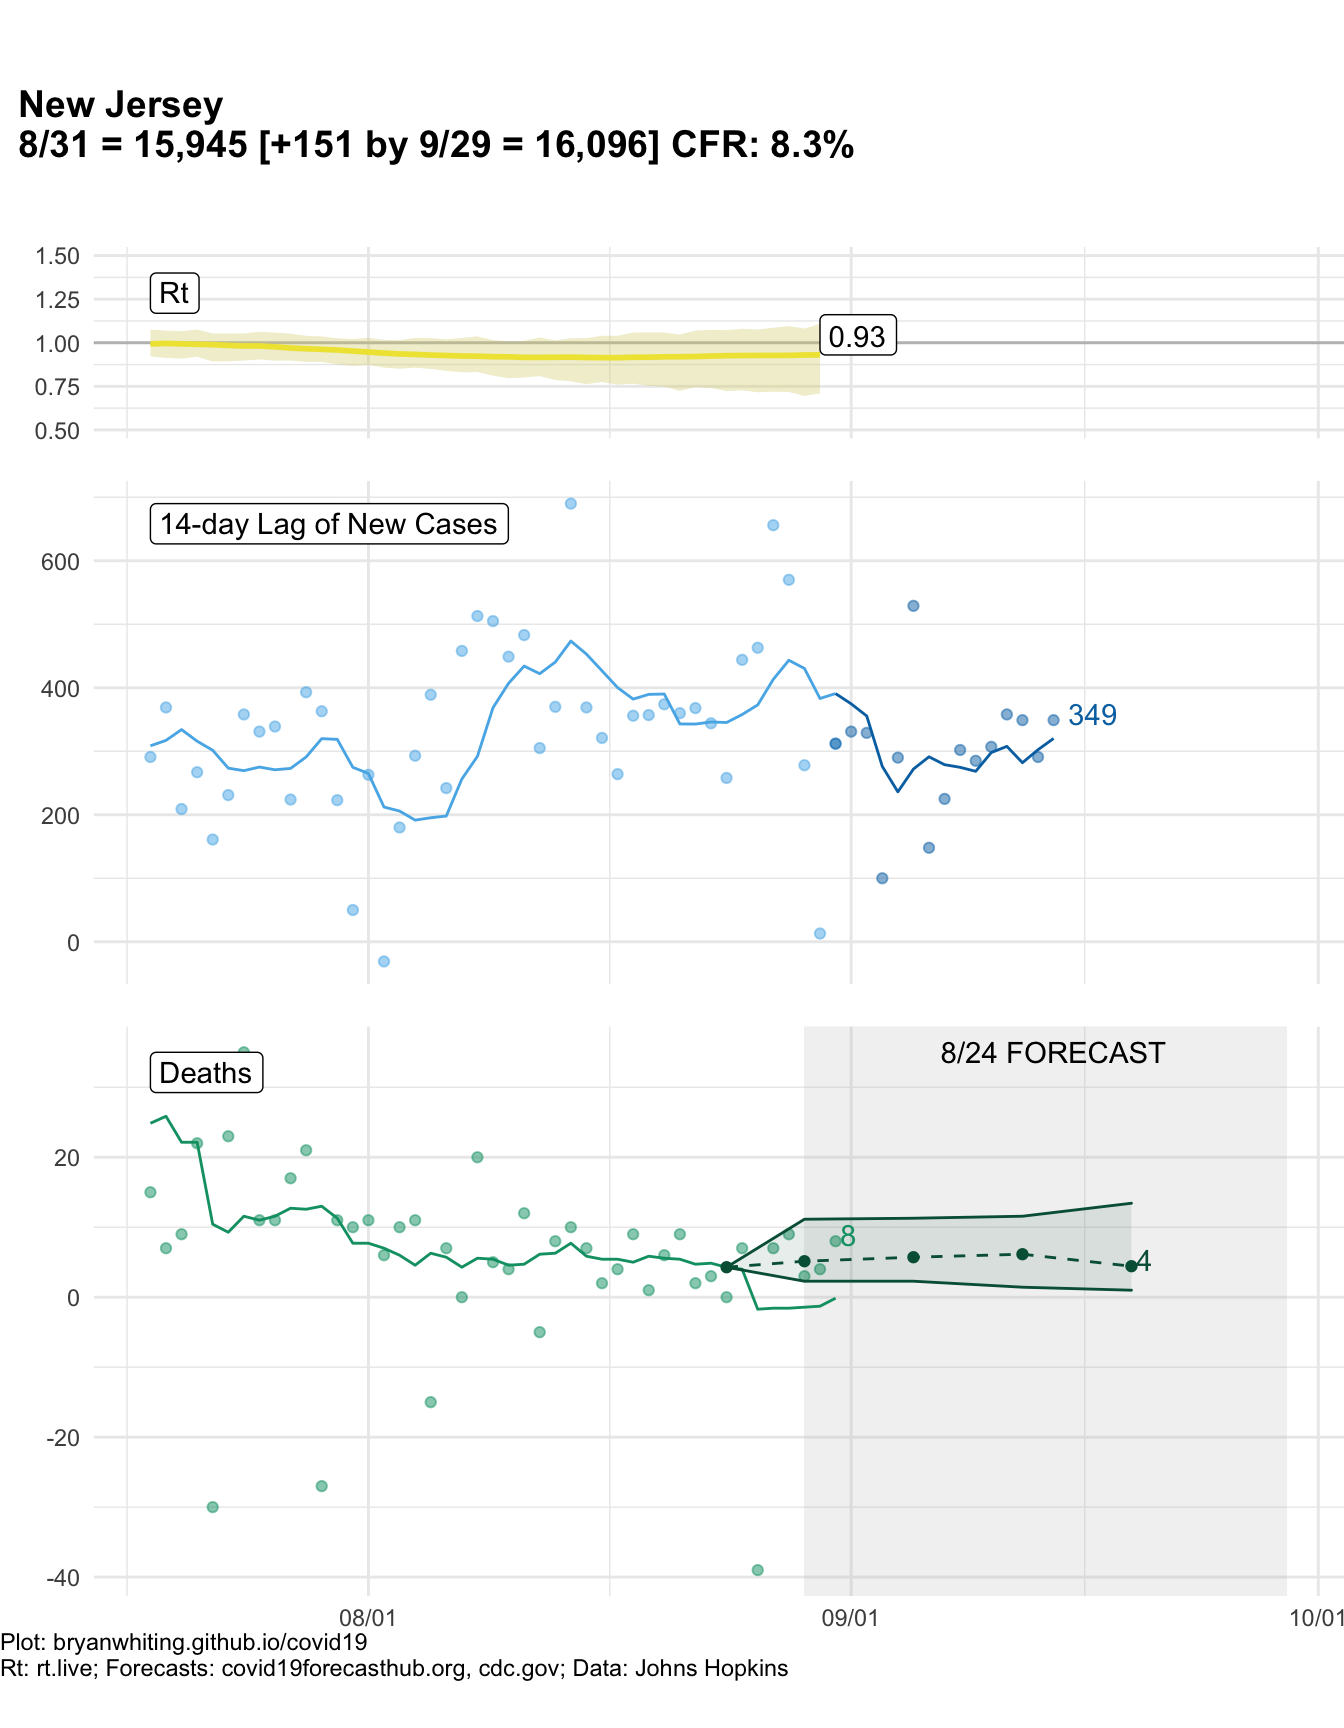 New Jersey
8/31 = 15,945 [+151 by 9/29 = 16,096] CFR: 8.3%
1.50
1.25
1.00
0.75
0.50
Rt
0.93
14-day Lag of New Cases
600
400
200
0
349
Deaths
8/24 FORECAST
20
0
-20
-40
8
4
08/01
09/01
10/01
Plot: bryanwhiting.github.io/covid19
Rt: rt.live; Forecasts: covid19forecasthub.org, cdc.gov; Data: Johns Hopkins